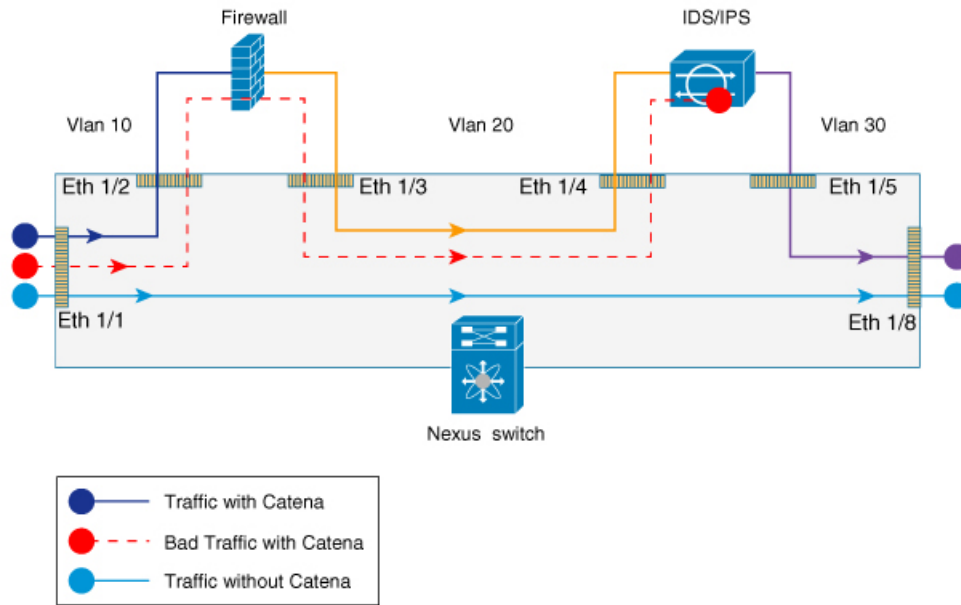 Firewall
IDS/IPS
Vlan 10
Vlan 20
Vlan 30
Eth 1/2
Eth 1/3
Eth 1/4
Eth 1/5
Eth 1/1
Eth 1/8
Nexus switch
Traffic with Catena
Bad Traffic with Catena
Traffic without Catena